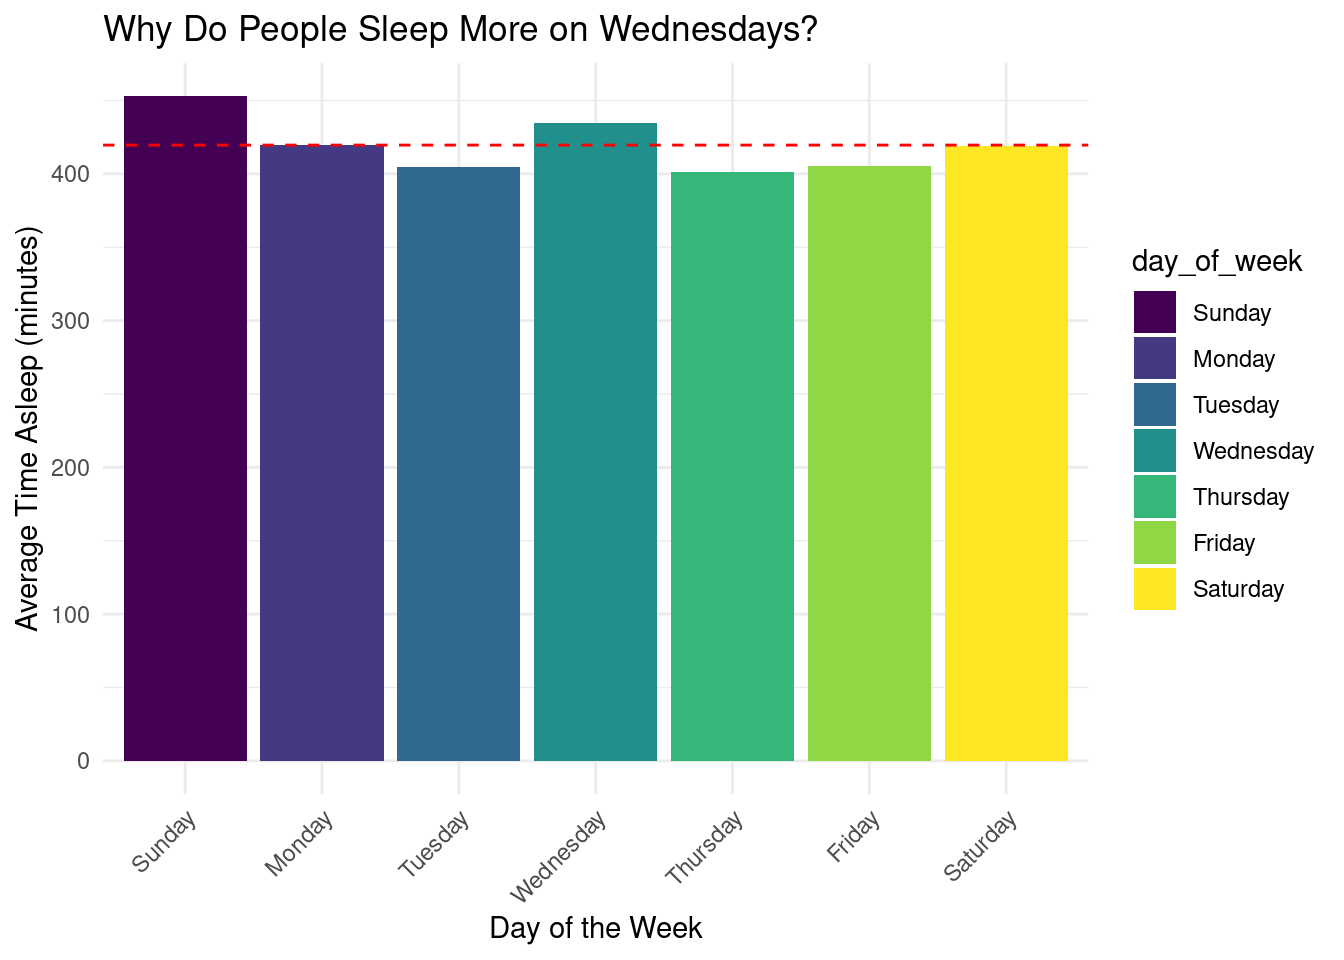 Why Do People Sleep More on Wednesdays?
Average Time Asleep (minutes)
400
300
200
100
0
Sunday
Monday
Tuesday
Wednesday
Thursday
Friday
Saturday
Day of the Week
day_of_week
Sunday
Monday
Tuesday
Wednesday
Thursday
Friday
Saturday